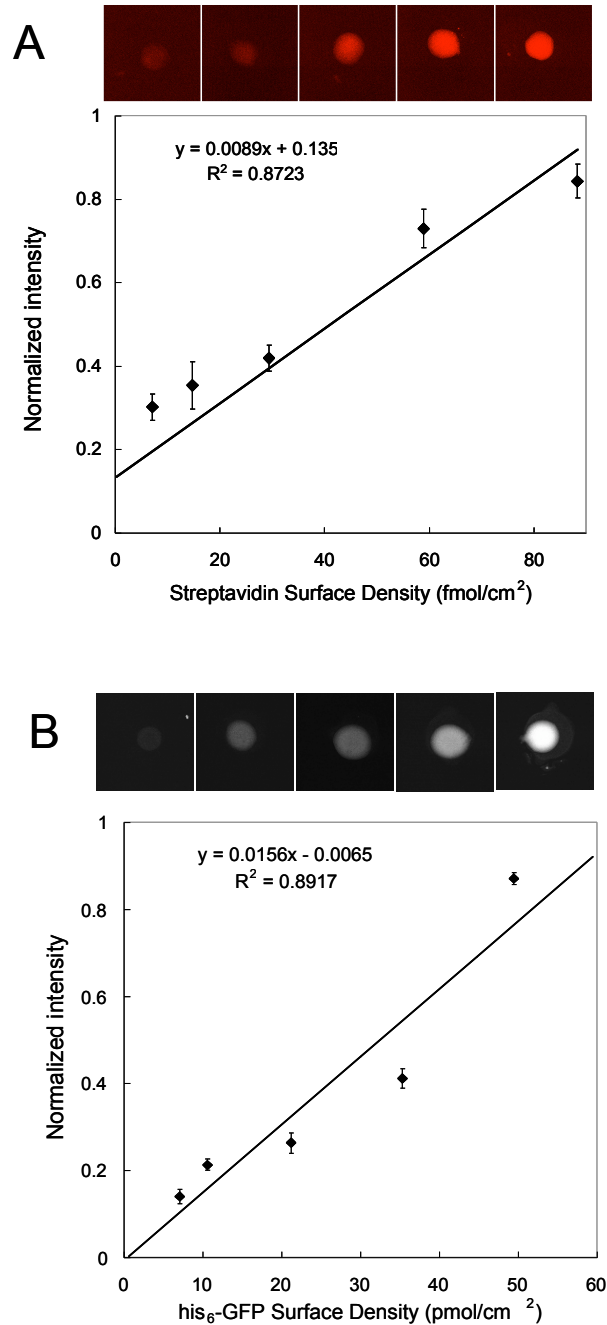 A
1
y = 0.0089x + 0.135
R² = 0.8723
0.8
0.6
0.4
0.2
0
Normalized intensity
0 20 40 60 80
Streptavidin Surface Density (fmol/cm²)
B
1
y = 0.0156x - 0.0065
R² = 0.8917
0.8
0.6
0.4
0.2
0
Normalized intensity
0 10 20 30 40 50 60
his₆-GFP Surface Density (pmol/cm ²)